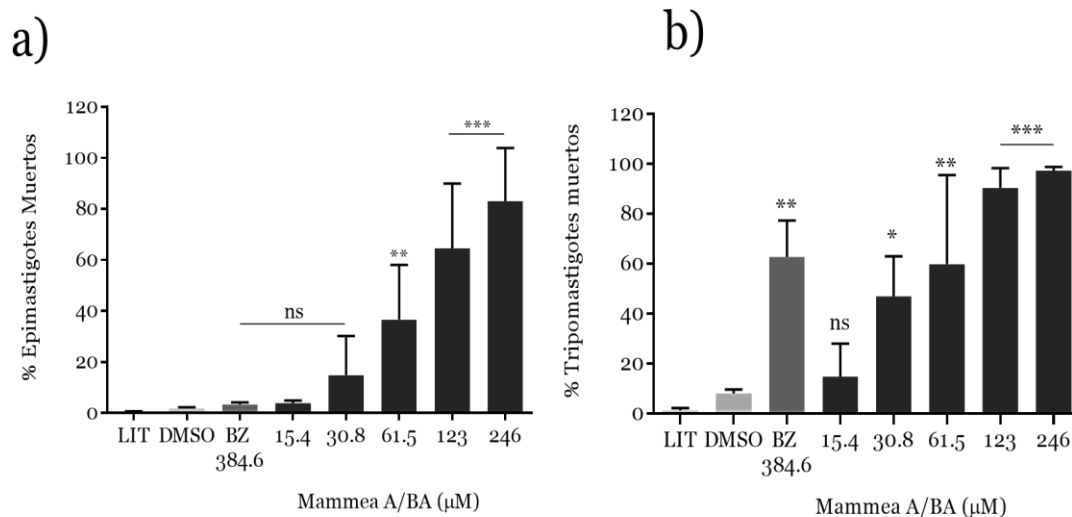 a)
% Epimastigotes Muertos
120
100
80
60
40
20
0
ns
**
***
LIT DMSO BZ 15.4 30.8 61.5 123 246
384.6
Mammea A/BA (μM)
b)
% Tripomastigotes muertos
120
100
80
60
40
20
0
**
ns
*
**
***
LIT DMSO BZ 15.4 30.8 61.5 123 246
384.6
Mammea A/BA (μM)